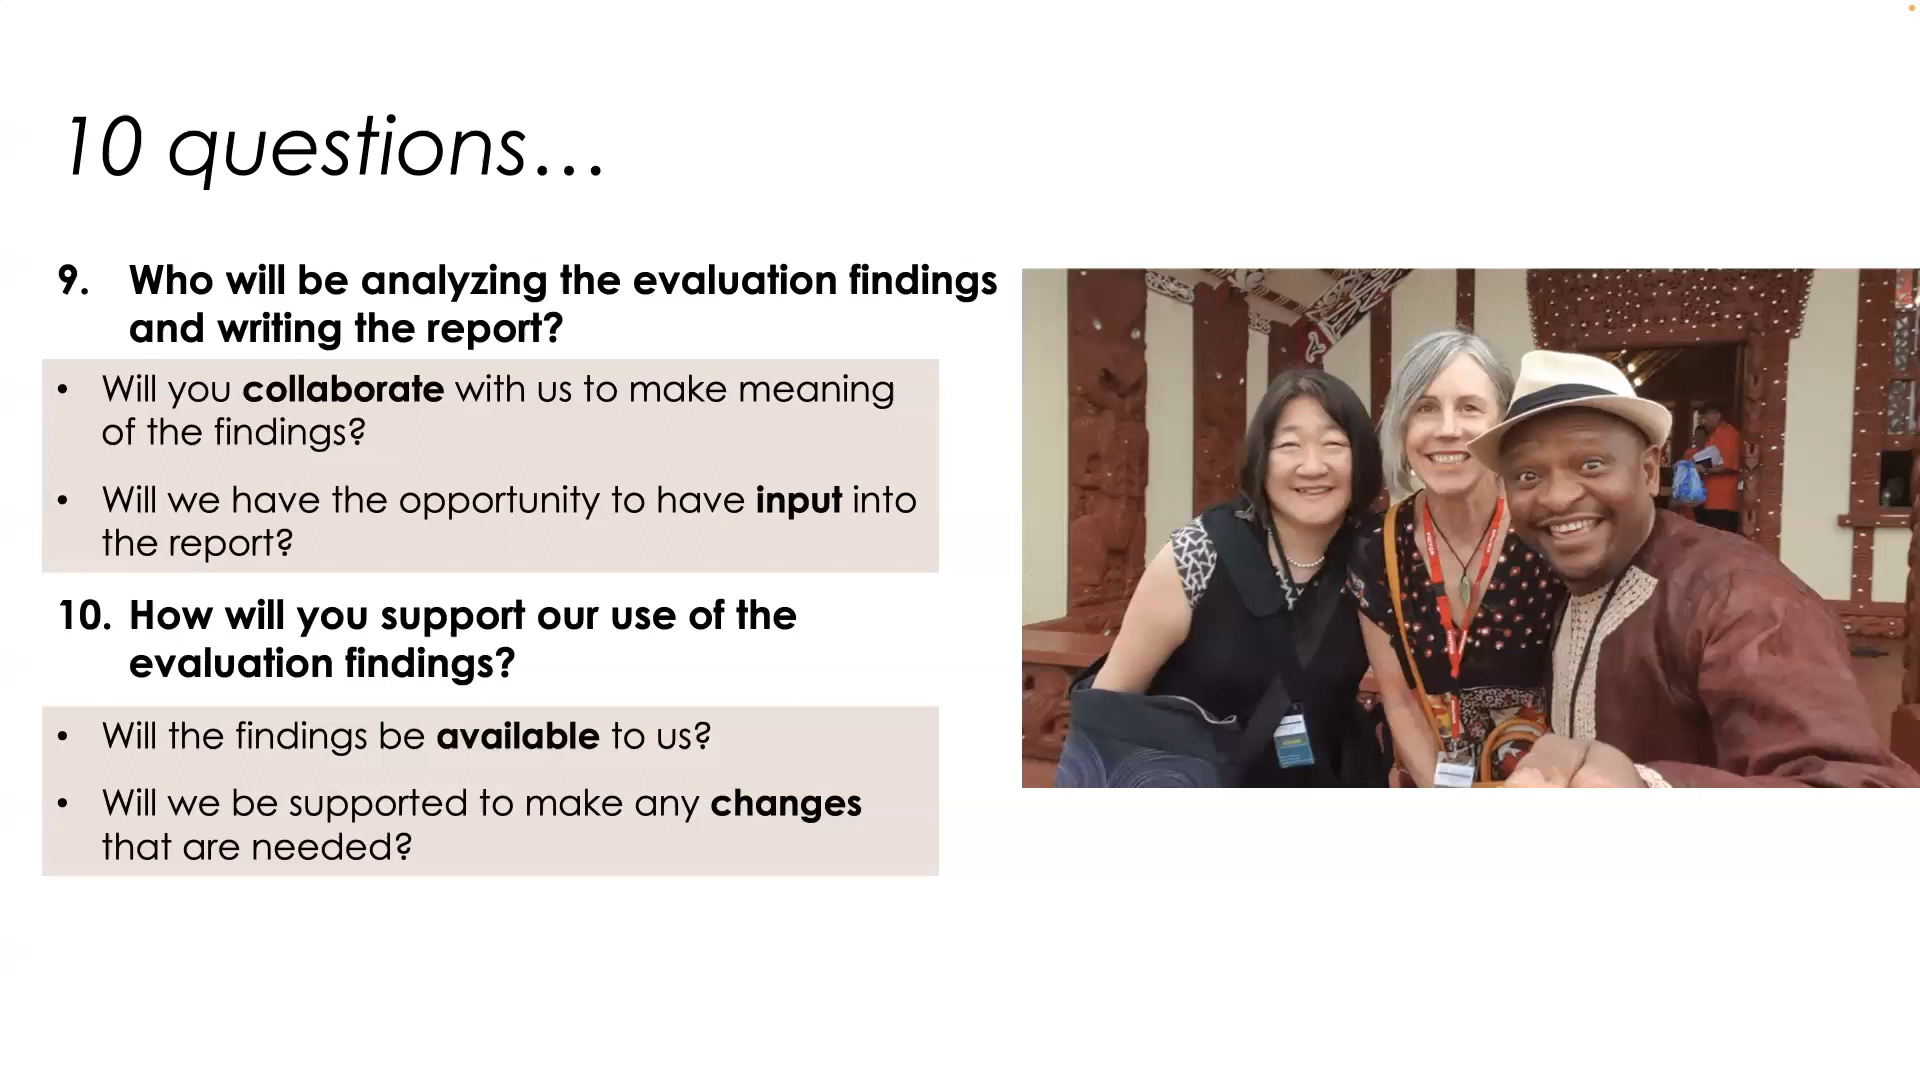 10 questions…
9. Who will be analyzing the evaluation findings
and writing the report?
• Will you collaborate with us to make meaning
of the findings?
• Will we have the opportunity to have input into
the report?
10. How will you support our use of the
evaluation findings?
• Will the findings be available to us?
• Will we be supported to make any changes
that are needed?